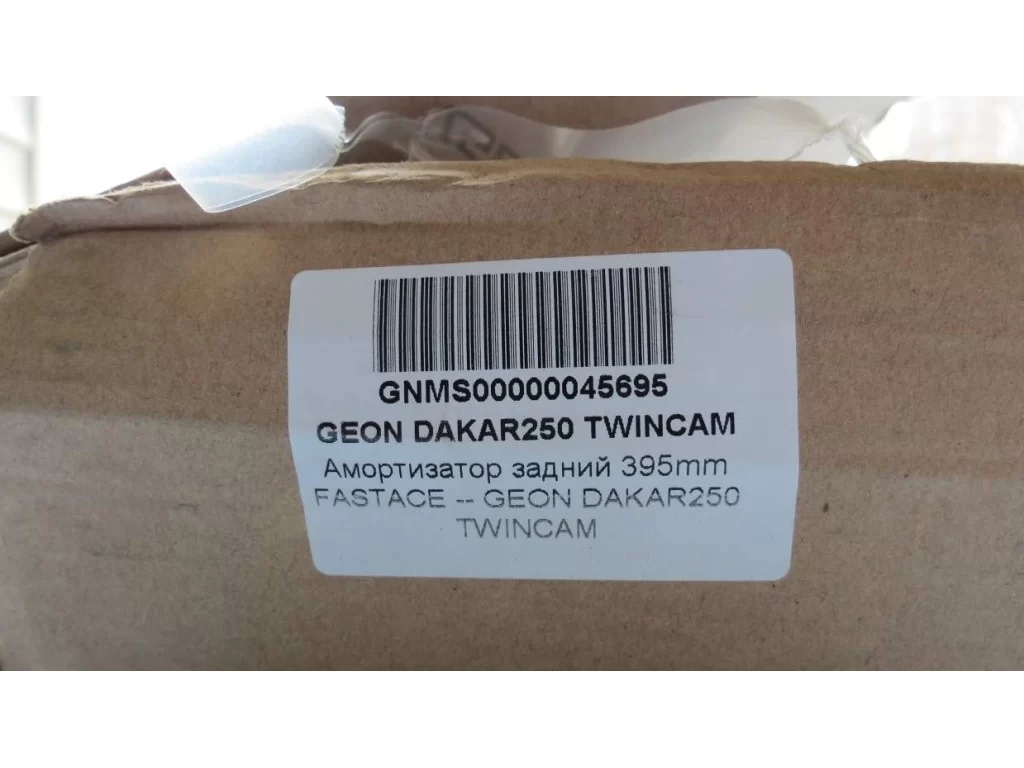 GNMS00000045695
GEON DAKAR250 TWINCAM
Амортизатор задний 395mm
FASTACE -- GEON DAKAR250
TWINCAM